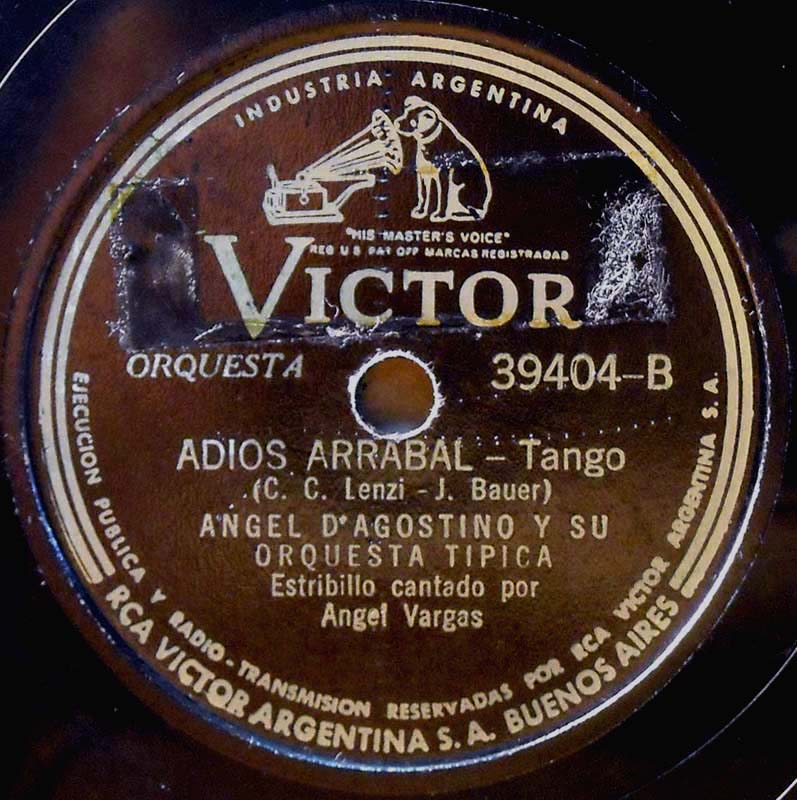 INDUSTRIA ARGENTINA
"HIS MASTER'S VOICE"
REG U S PAT OFF MARCAS REGISTRADAS
VICTOR
ORQUESTA
39404-B
ADIOS ARRABAL - Tango
(C. C. Lenzi - J. Bauer)
ANGEL D'AGOSTINO Y SU
ORQUESTA TIPICA
Estribillo cantado por
Angel Vargas
EJECUCION PUBLICA Y RADIO-TRANSMISION RESERVADAS POR RCA VICTOR ARGENTINA S.A.
RCA VICTOR ARGENTINA S.A. BUENOS AIRES